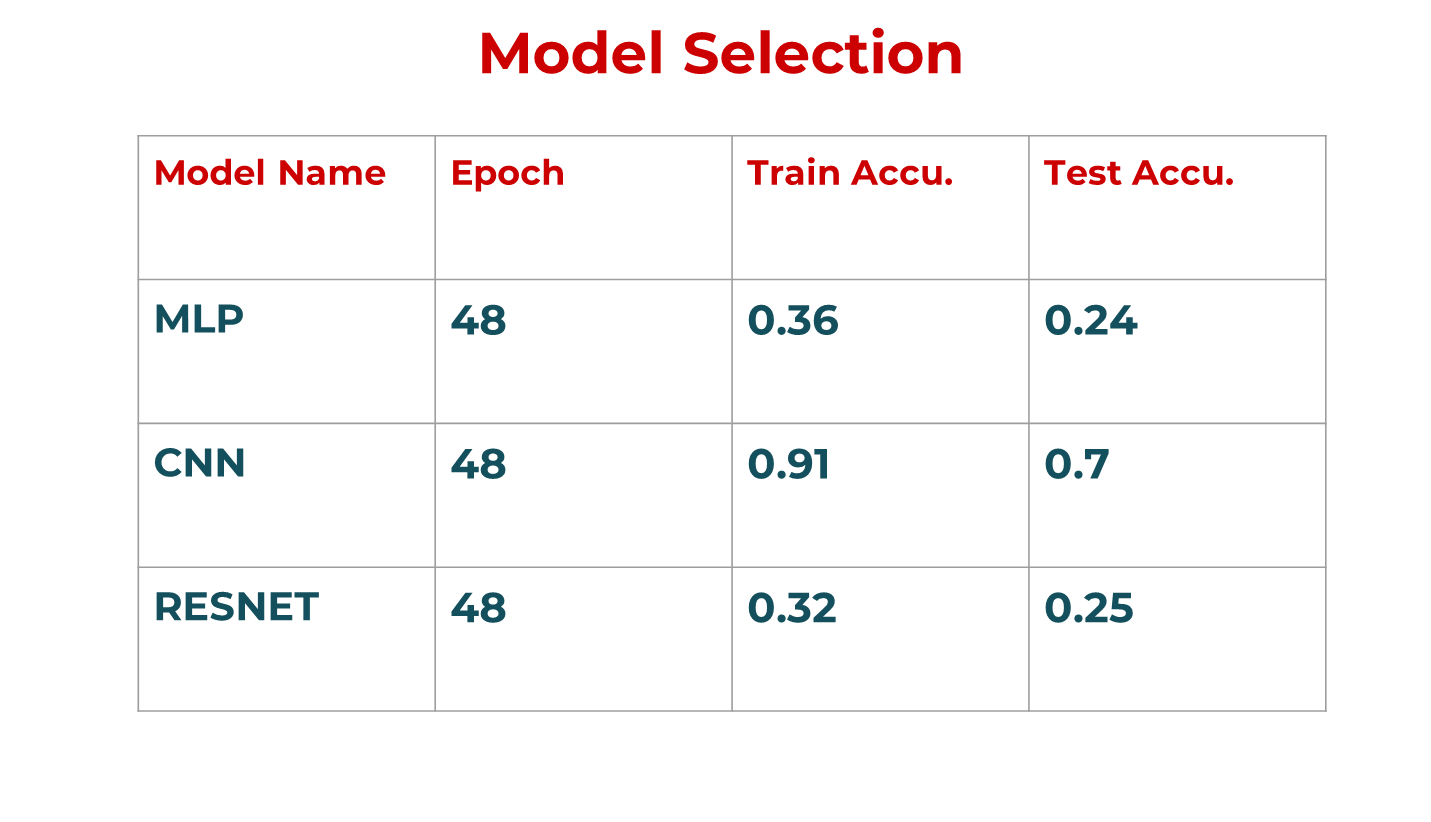 Model Selection
Model Name Epoch Train Accu. Test Accu.
MLP 48 0.36 0.24
CNN 48 0.91 0.7
RESNET 48 0.32 0.25